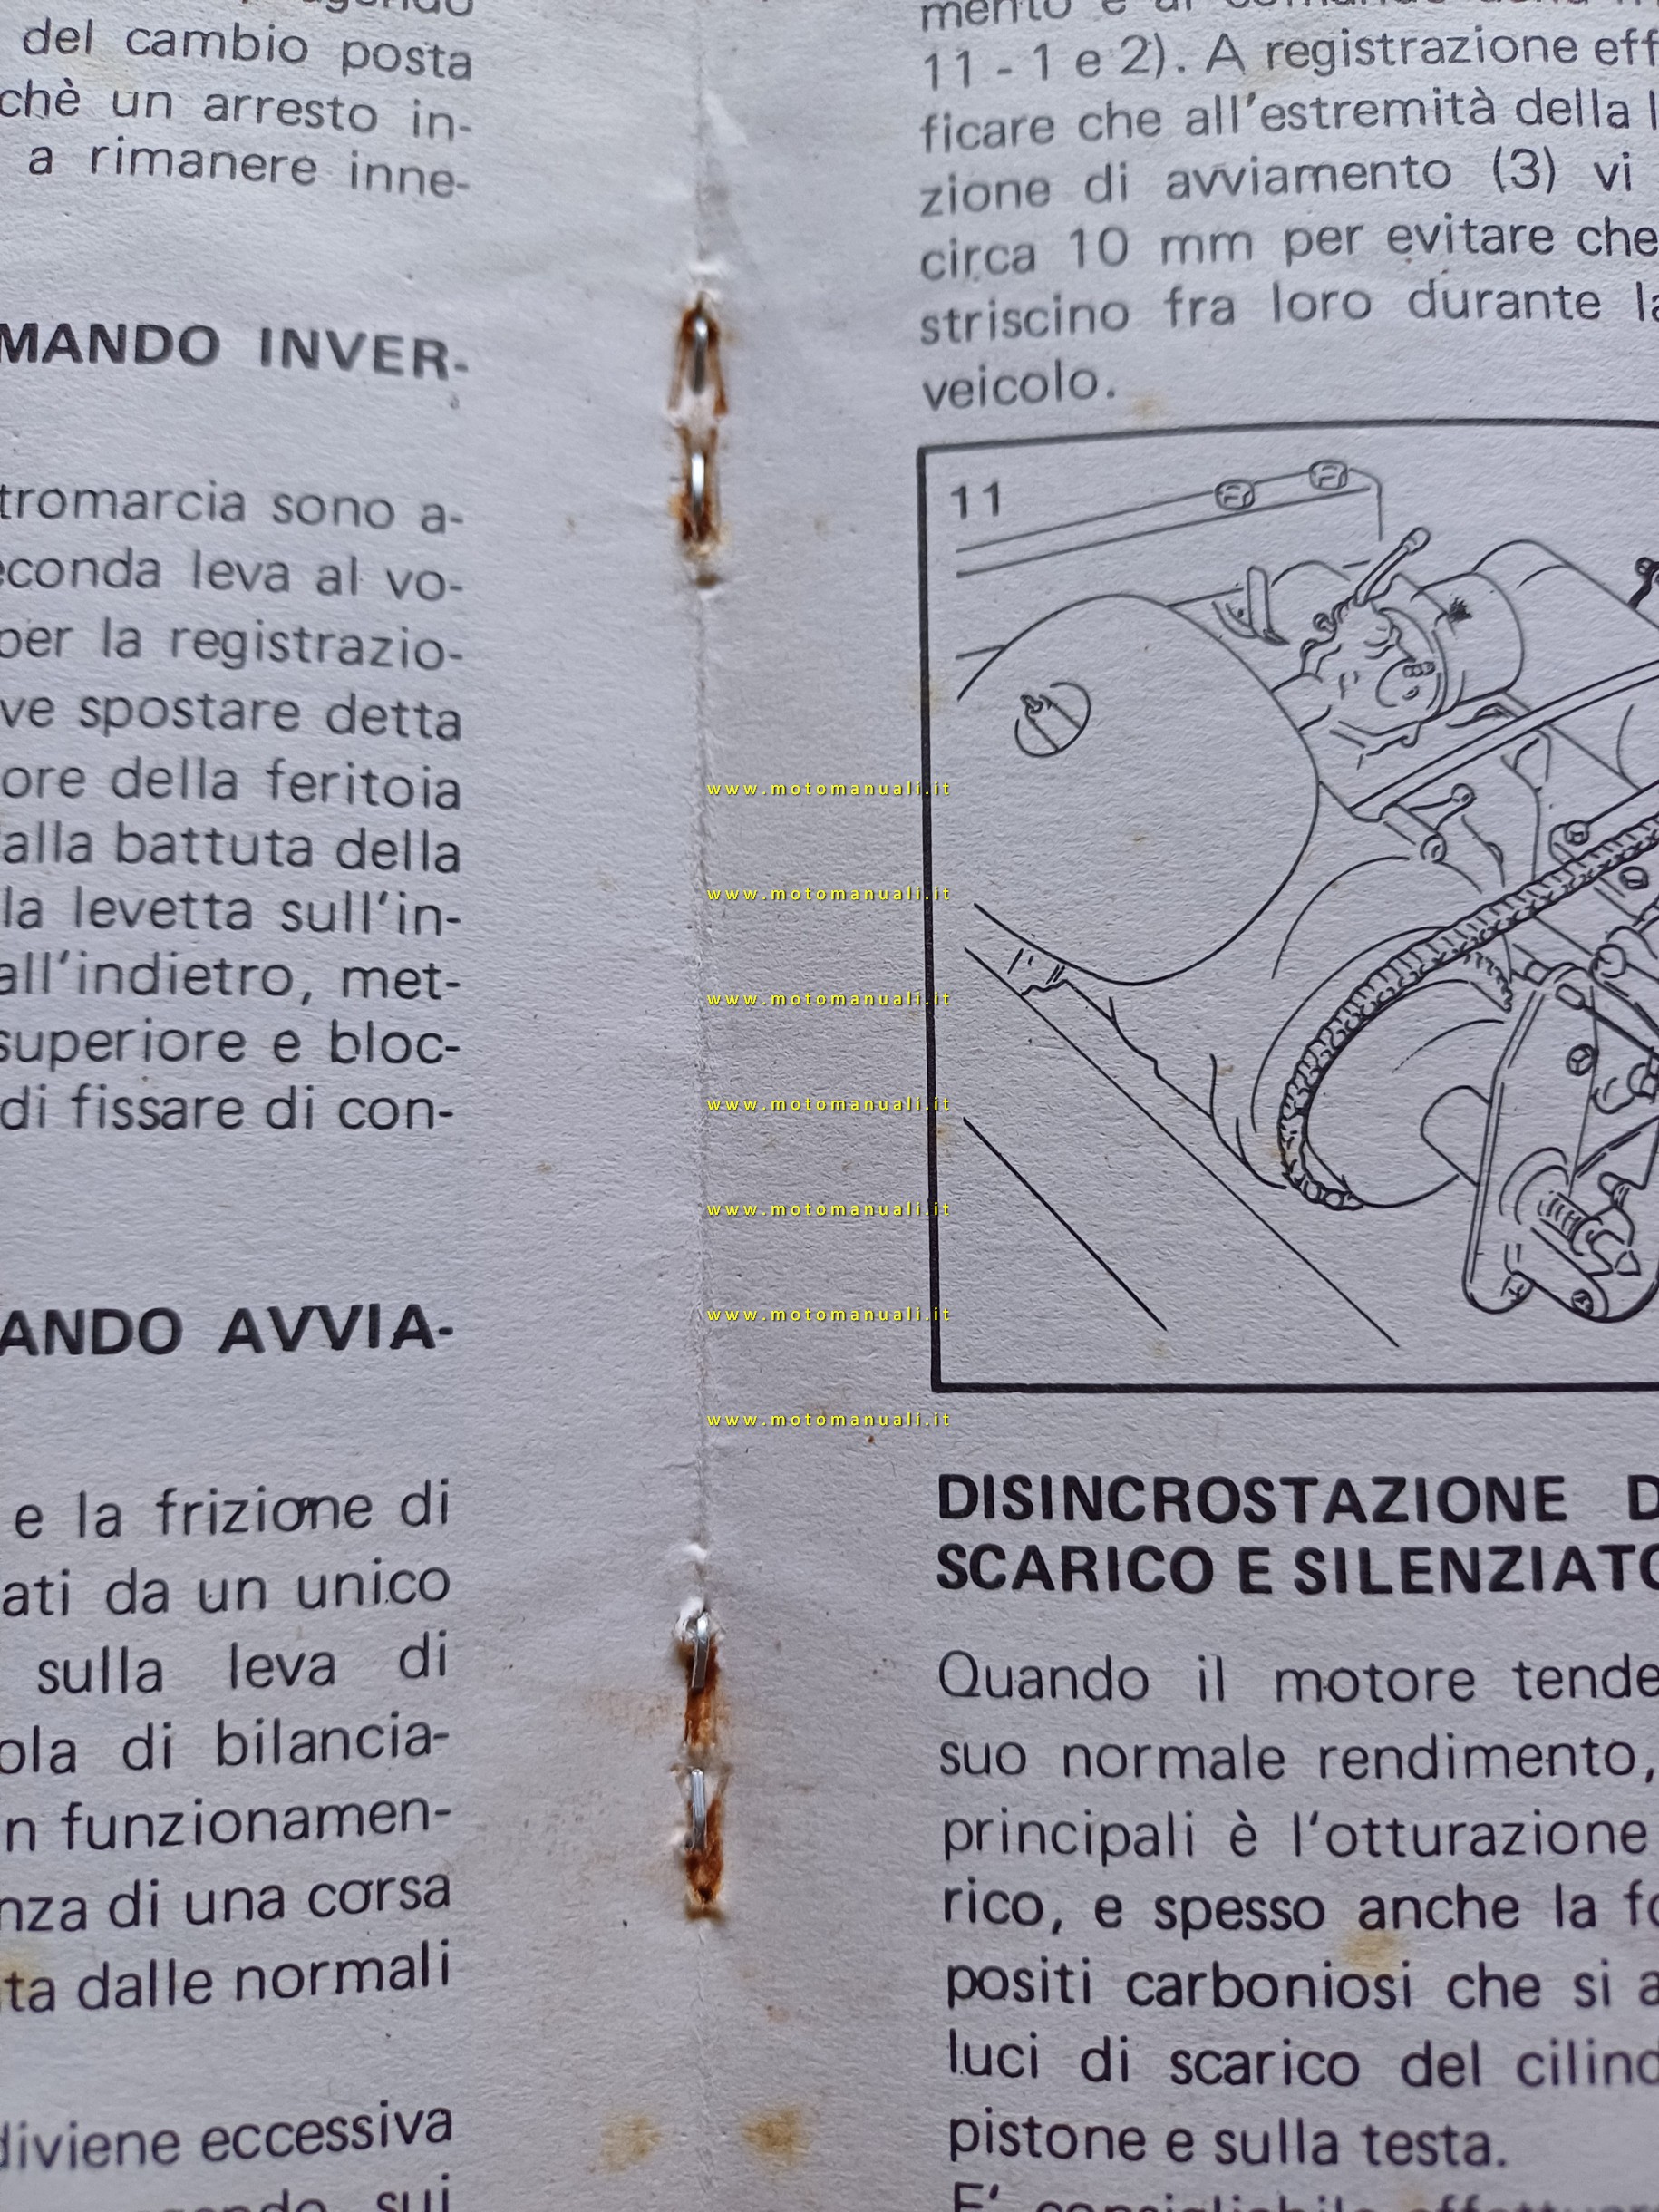 del cambio posta
chè un arresto in-
a rimanere inne-
MANDO INVER-
tromarcia sono a-
econda leva al vo-
per la registrazio-
ve spostare detta
ore della feritoia
alla battuta della
la levetta sull'in-
all'indietro, met-
superiore e bloc-
di fissare di con-
ANDO AVVIA-
e la frizione di
ati da un unico
sulla leva di
ola di bilancia-
n funzionamen-
nza di una corsa
ta dalle normali
diviene eccessiva
sui
11 - 1 e 2). A registrazione eff
ficare che all'estremità della l
zione di avviamento (3) vi
circa 10 mm per evitare che
striscino fra loro durante la
veicolo.
11
www.motomanuali.it
www.motomanuali.it
www.motomanuali.it
www.motomanuali.it
www.motomanuali.it
www.motomanuali.it
www.motomanuali.it
DISINCROSTAZIONE D
SCARICO E SILENZIATO
Quando il motore tende
suo normale rendimento,
principali è l'otturazione
rico, e spesso anche la fo
positi carboniosi che si a
luci di scarico del cilind
pistone e sulla testa.
E' consigliabile